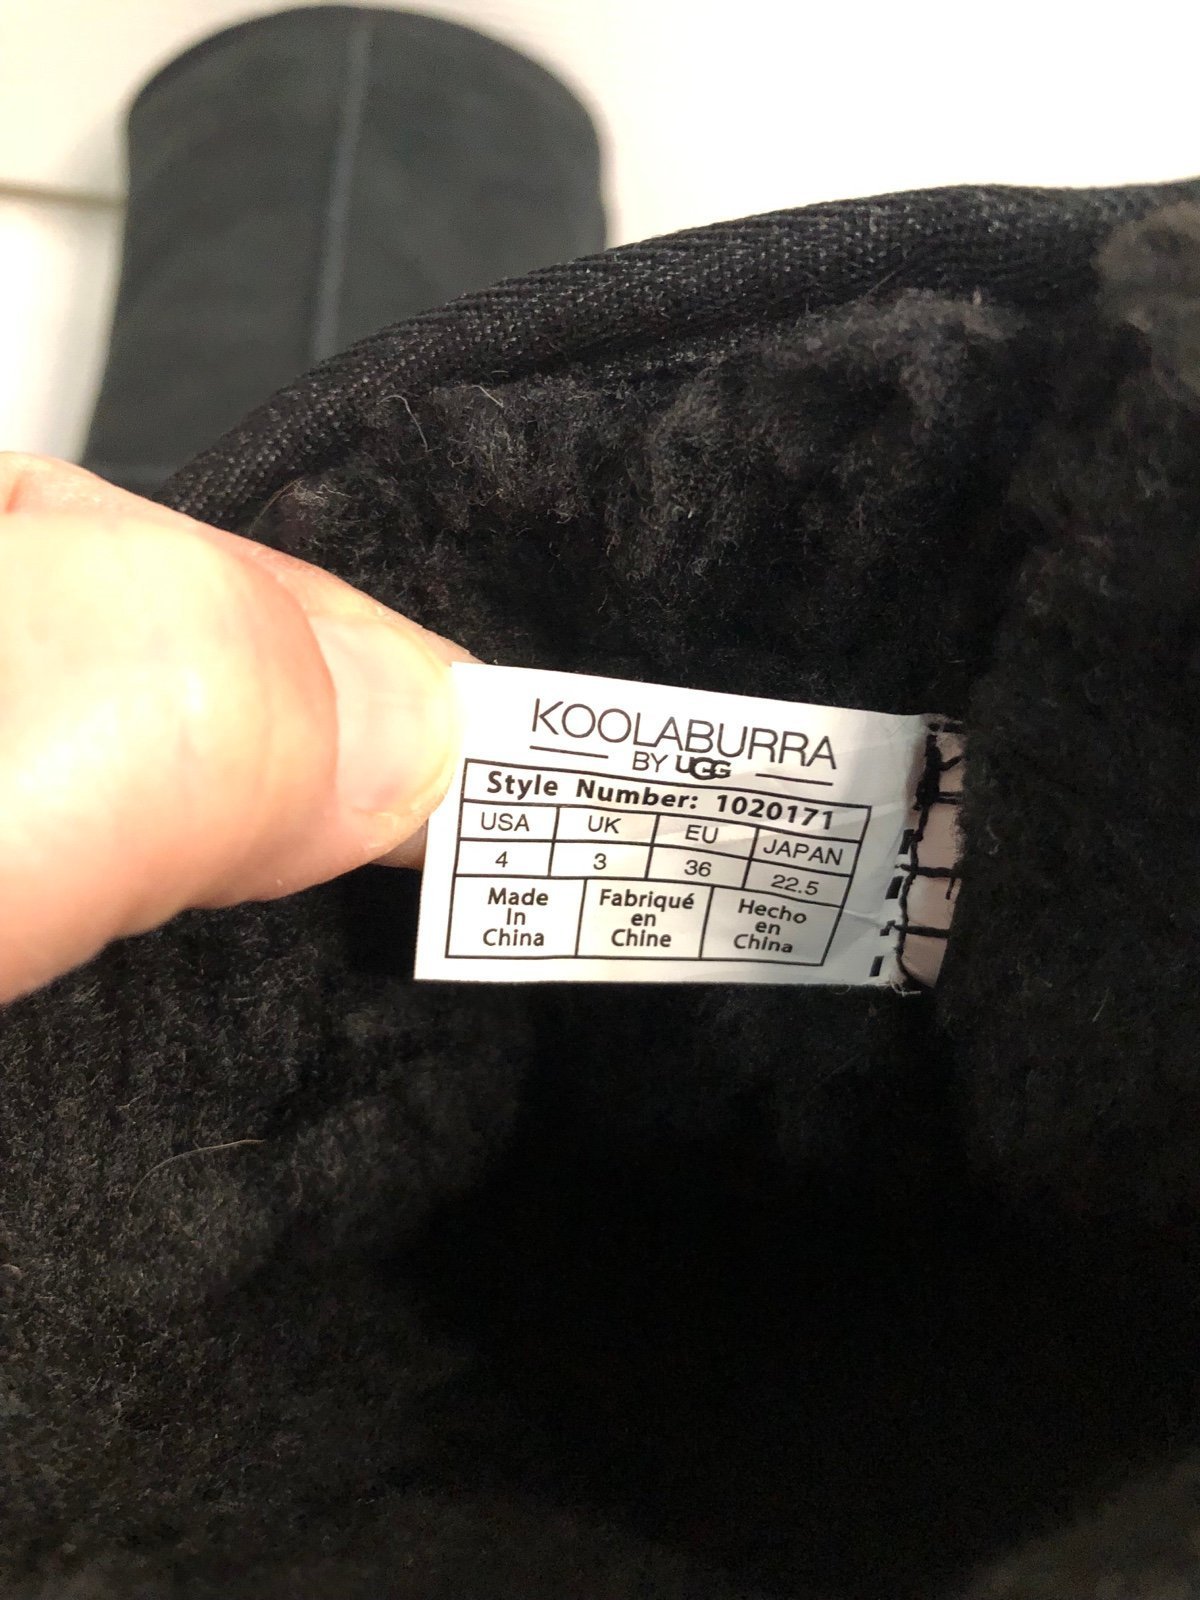 KOOLABURRA
BY UGG
Style Number: 1020171
USA UK EU JAPAN
4 3 36 22.5
Made In China
Fabriqué en Chine
Hecho en China